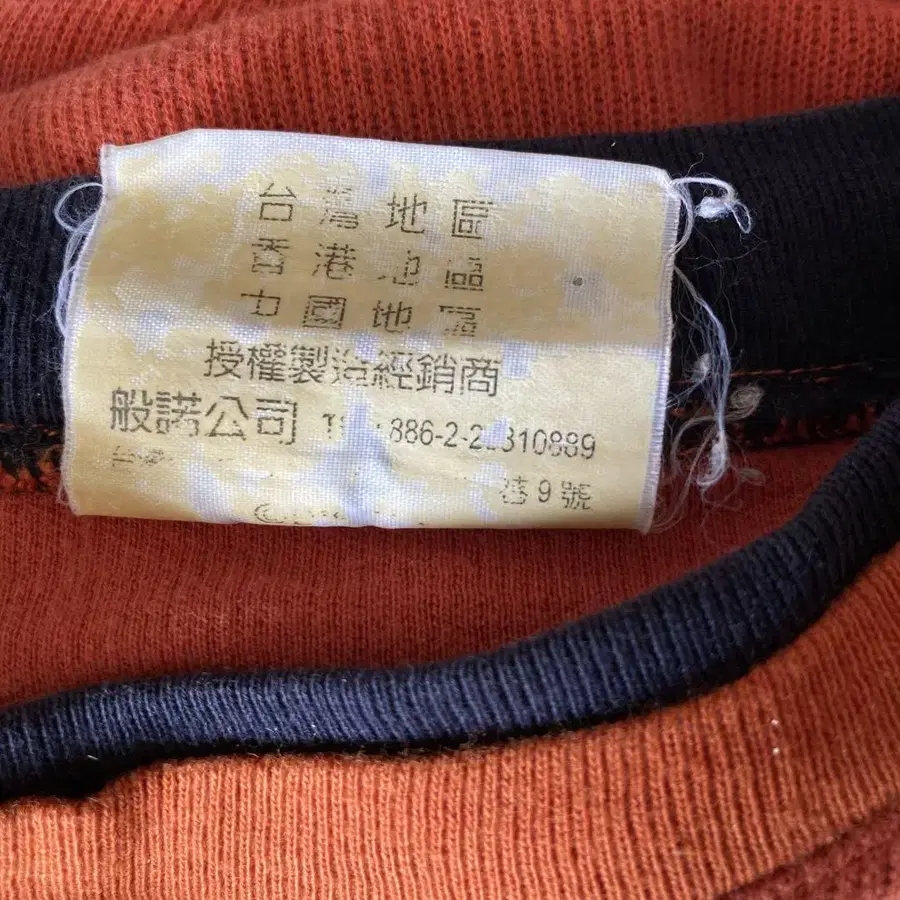 台灣地區
香港地區
中國地區
授權製造經銷商
般諾公司 886-2-2 310889
9號